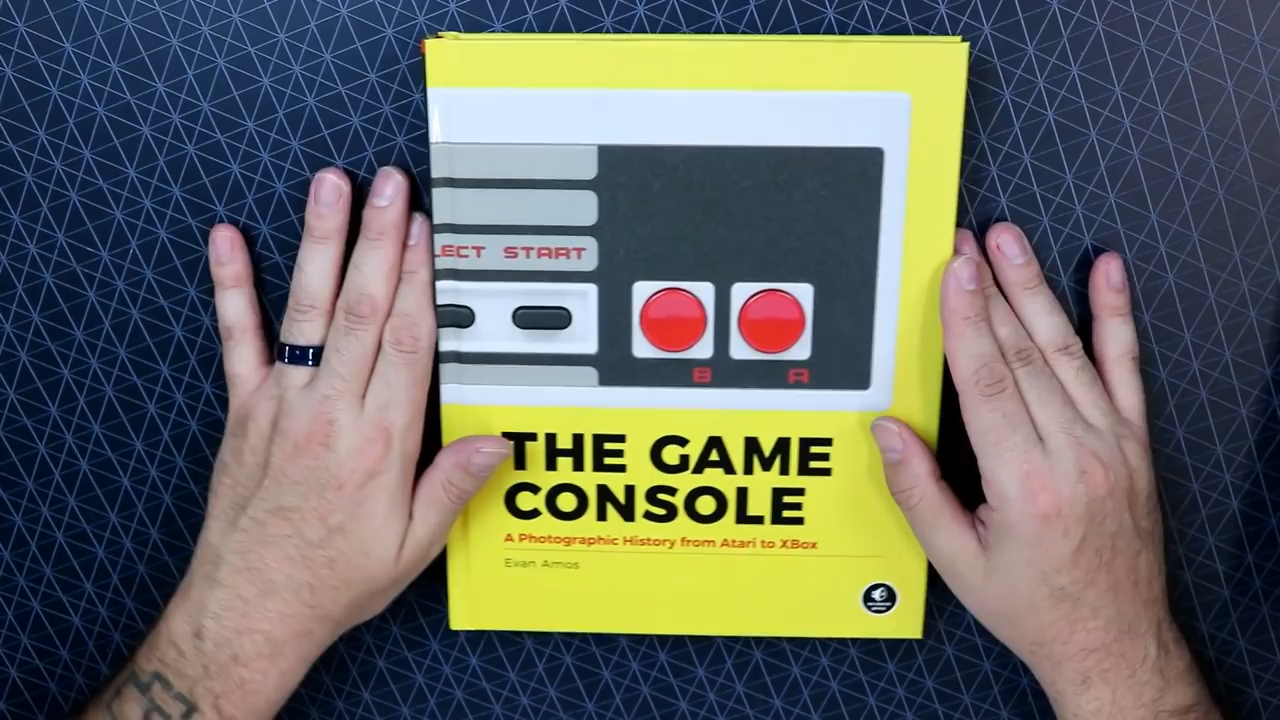 LECT START
B A
THE GAME
CONSOLE
A Photographic History from Atari to XBox
Evan Amos